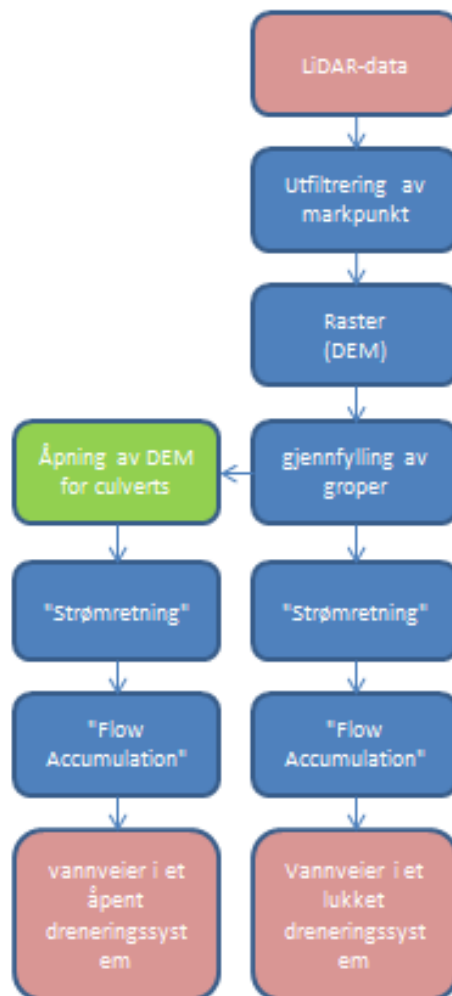 LiDAR-data
Utfiltrering av
markpunkt
Raster
(DEM)
gjennfylling av
groper
Åpning av DEM
for culverts
"Strømretning"
"Strømretning"
"Flow
Accumulation"
"Flow
Accumulation"
vannveier i et
åpent
dreneringssyst
em
Vannveier i et
lukket
dreneringssyst
em